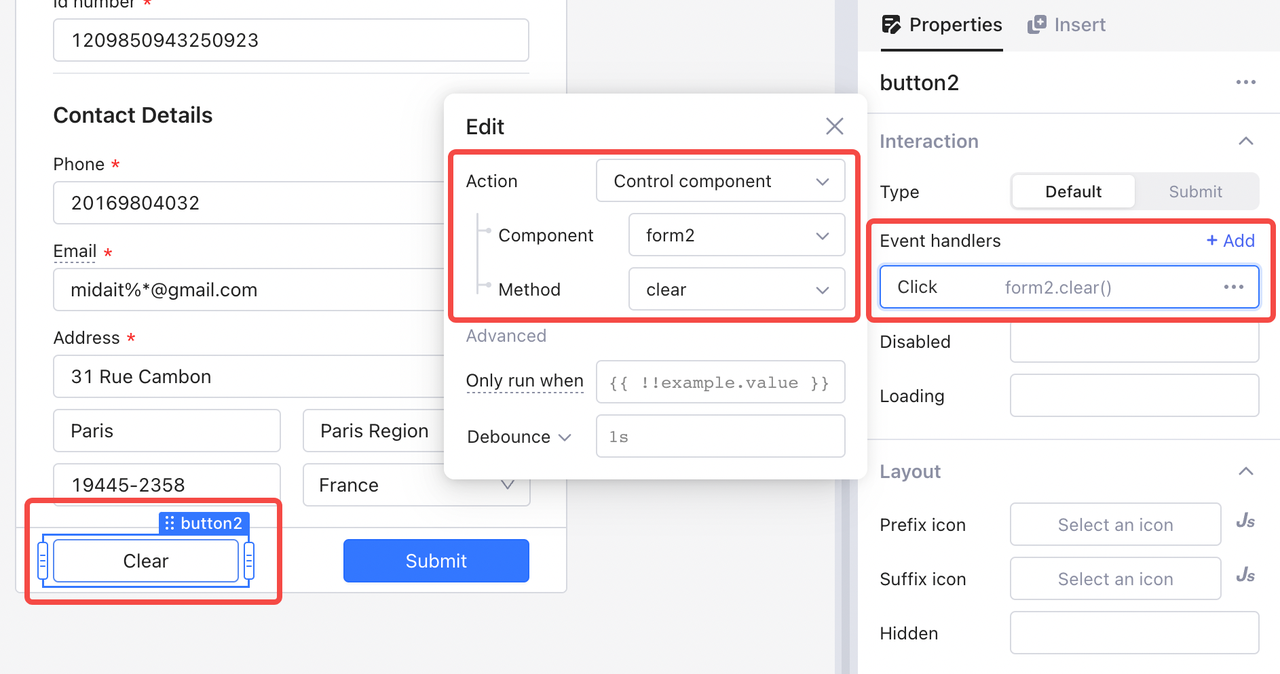 Id number *
1209850943250923
Contact Details
Phone *
20169804032
Email *
midait%*@gmail.com
Address *
31 Rue Cambon
Paris
Paris Region
19445-2358
France
button2
Clear
Submit
Edit
Action
Control component
Component
form2
Method
clear
Advanced
Only run when
{{ !!example.value }}
Debounce
1s
Properties
Insert
button2
Interaction
Type
Default
Submit
Event handlers
+ Add
Click
form2.clear()
Disabled
Loading
Layout
Prefix icon
Select an icon
Js
Suffix icon
Select an icon
Js
Hidden